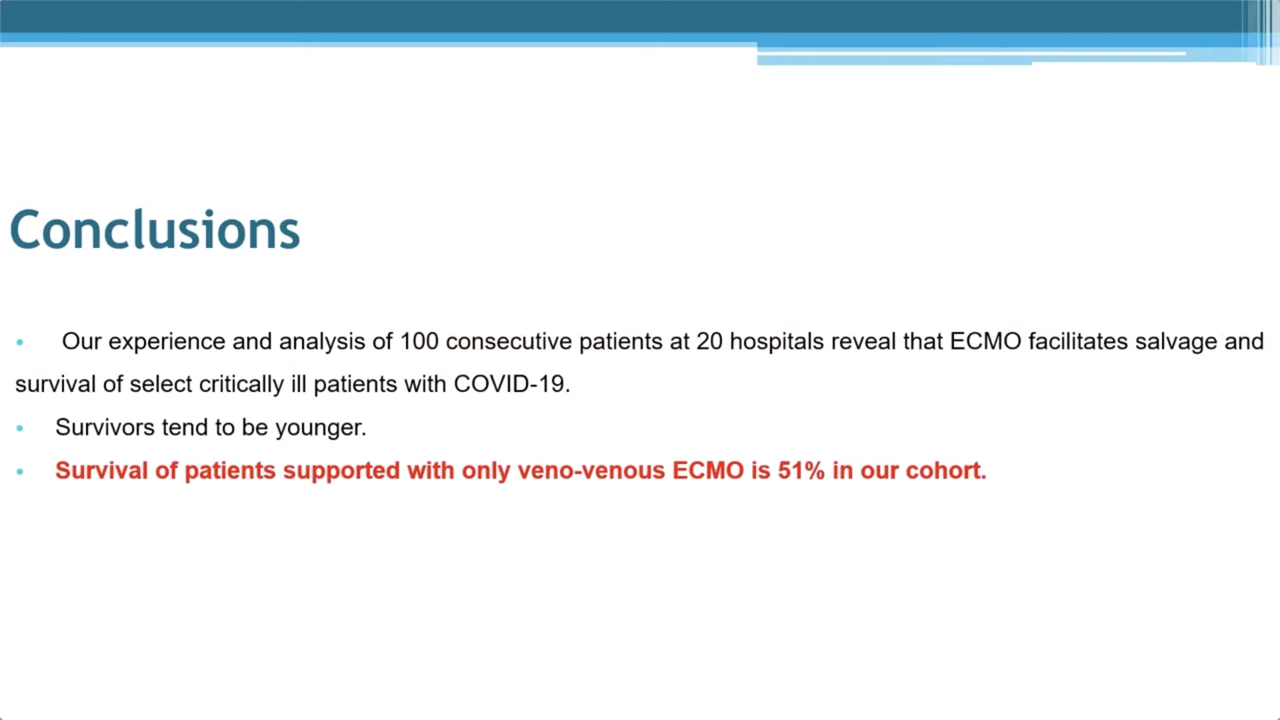 Conclusions
• Our experience and analysis of 100 consecutive patients at 20 hospitals reveal that ECMO facilitates salvage and
survival of select critically ill patients with COVID-19.
• Survivors tend to be younger.
• Survival of patients supported with only veno-venous ECMO is 51% in our cohort.